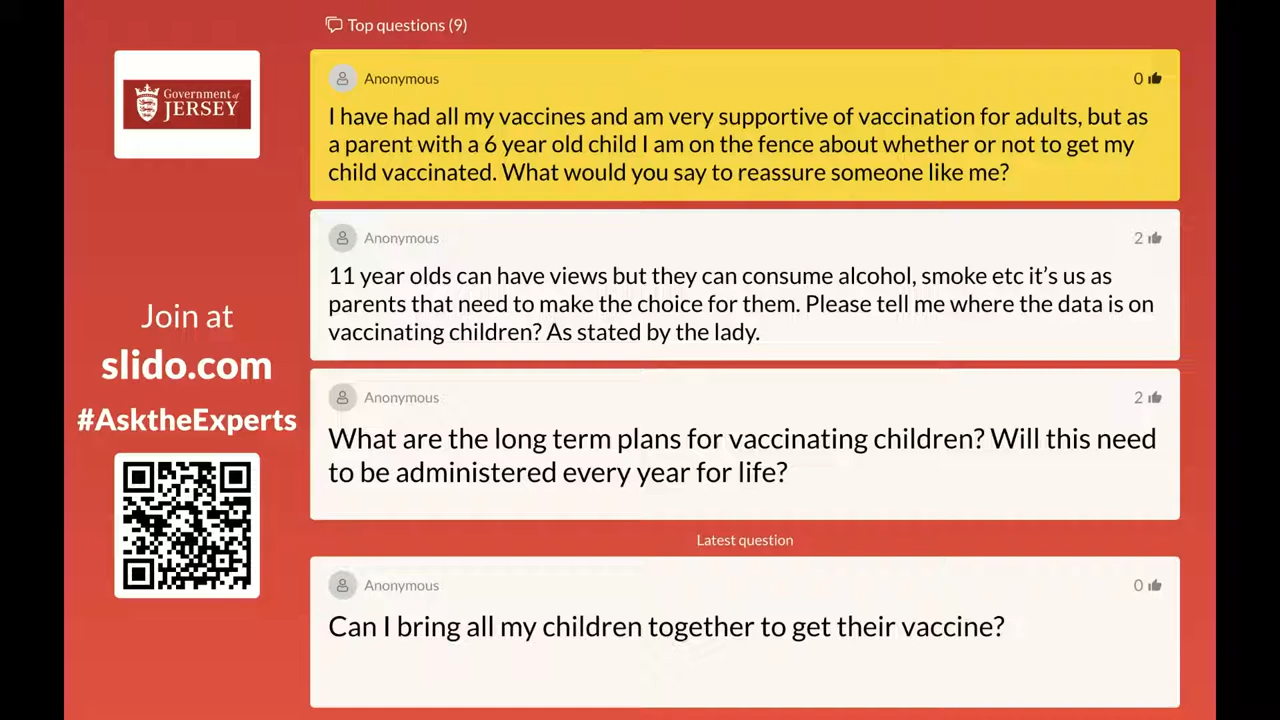 Top questions (9)
Government of
JERSEY
Join at
slido.com
#AsktheExperts
Anonymous
0
I have had all my vaccines and am very supportive of vaccination for adults, but as
a parent with a 6 year old child I am on the fence about whether or not to get my
child vaccinated. What would you say to reassure someone like me?
Anonymous
2
11 year olds can have views but they can consume alcohol, smoke etc it’s us as
parents that need to make the choice for them. Please tell me where the data is on
vaccinating children? As stated by the lady.
Anonymous
2
What are the long term plans for vaccinating children? Will this need
to be administered every year for life?
Latest question
Anonymous
0
Can I bring all my children together to get their vaccine?